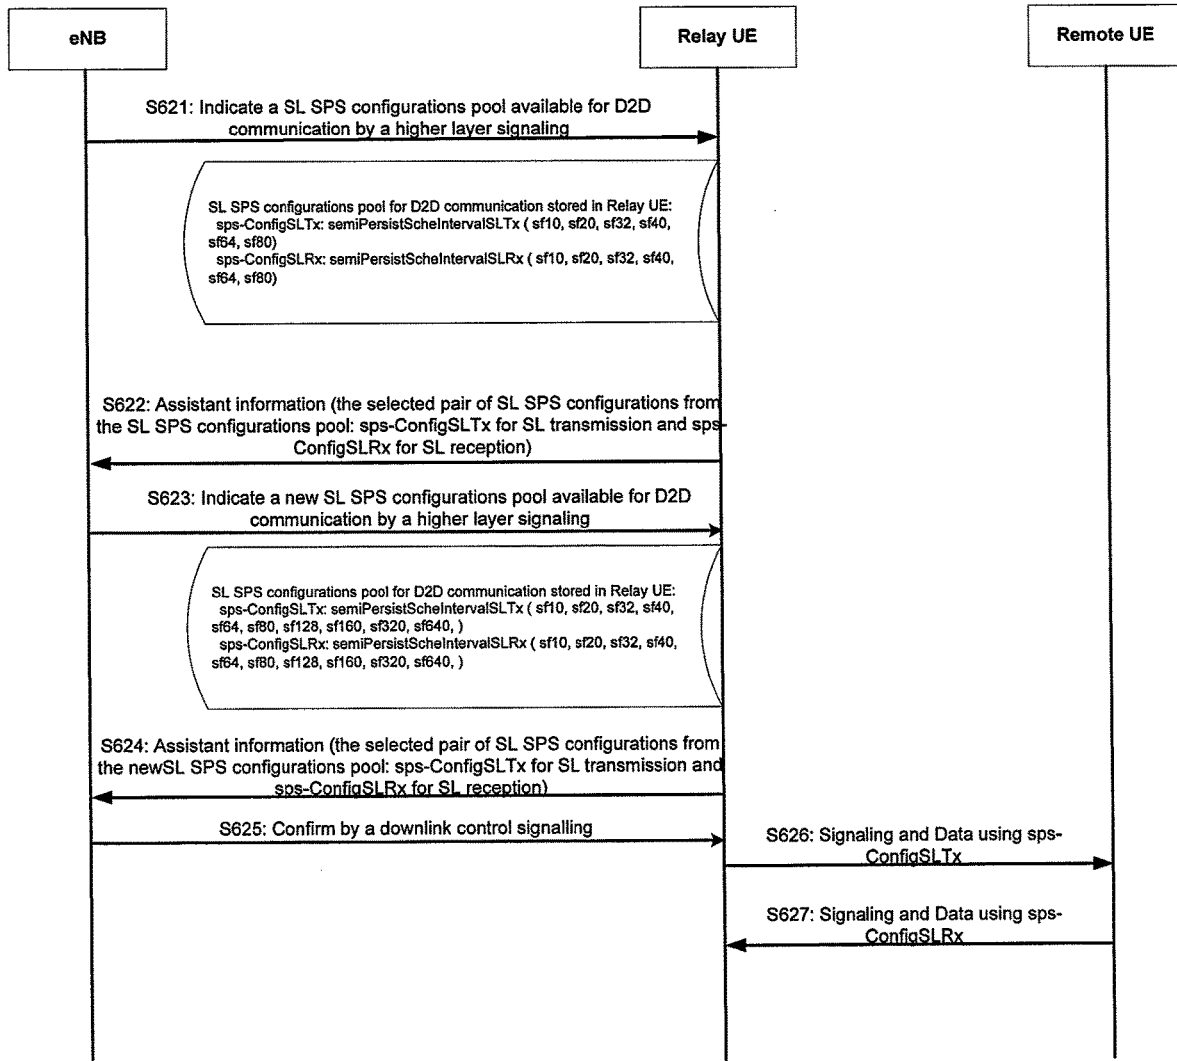 eNB
Relay UE
Remote UE
S621: Indicate a SL SPS configurations pool available for D2D
communication by a higher layer signaling
SL SPS configurations pool for D2D communication stored in Relay UE:
sps-ConfigSLTx: semiPersistScheIntervalSLTx ( sf10, sf20, sf32, sf40,
sf64, sf80)
sps-ConfigSLRx: semiPersistScheIntervalSLRx ( sf10, sf20, sf32, sf40,
sf64, sf80)
S622: Assistant information (the selected pair of SL SPS configurations from
the SL SPS configurations pool: sps-ConfigSLTx for SL transmission and sps-
ConfigSLRx for SL reception)
S623: Indicate a new SL SPS configurations pool available for D2D
communication by a higher layer signaling
SL SPS configurations pool for D2D communication stored in Relay UE:
sps-ConfigSLTx: semiPersistScheIntervalSLTx ( sf10, sf20, sf32, sf40,
sf64, sf80, sf128, sf160, sf320, sf640, )
sps-ConfigSLRx: semiPersistScheIntervalSLRx ( sf10, sf20, sf32, sf40,
sf64, sf80, sf128, sf160, sf320, sf640, )
S624: Assistant information (the selected pair of SL SPS configurations from
the newSL SPS configurations pool: sps-ConfigSLTx for SL transmission and
sps-ConfigSLRx for SL reception)
S625: Confirm by a downlink control signalling
S626: Signaling and Data using sps-
ConfigSLTx
S627: Signaling and Data using sps-
ConfigSLRx